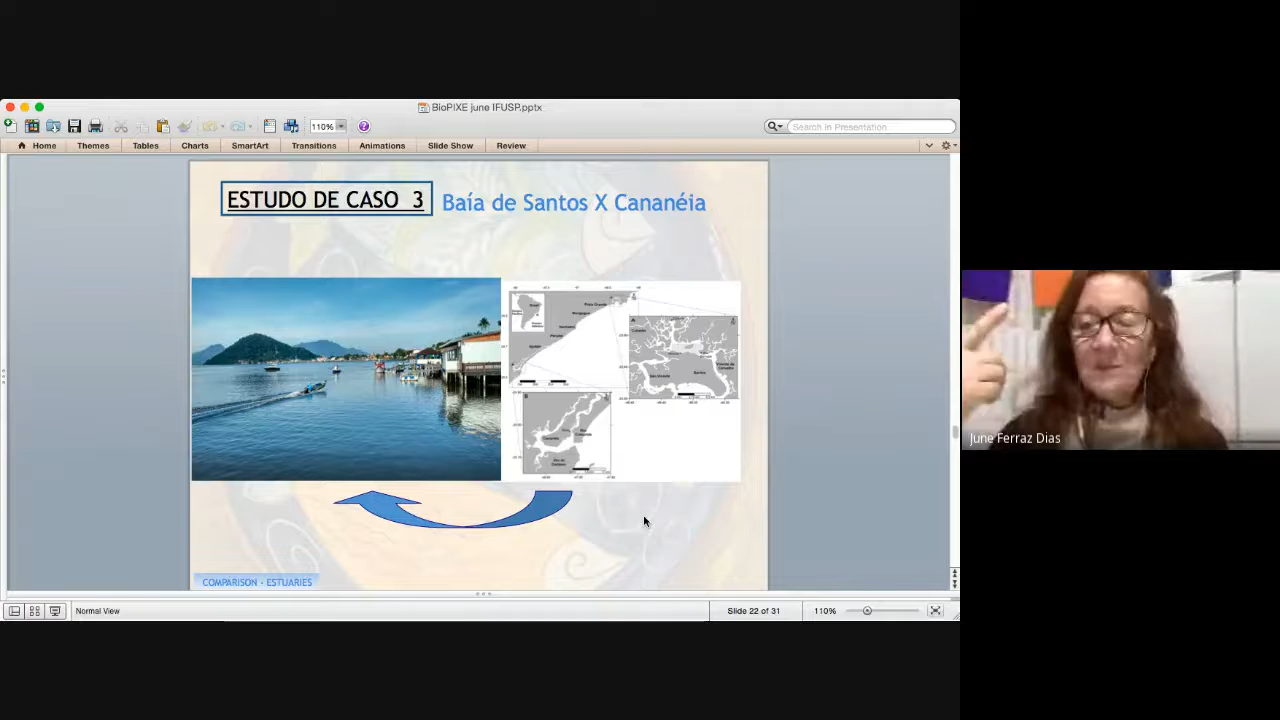 BioPIXE june IFUSP.pptx
110%
Search in Presentation
Home Themes Tables Charts SmartArt Transitions Animations Slide Show Review
ESTUDO DE CASO 3 Baía de Santos X Cananéia
COMPARISON - ESTUARIES
Normal View Slide 22 of 31 110%
June Ferraz Dias